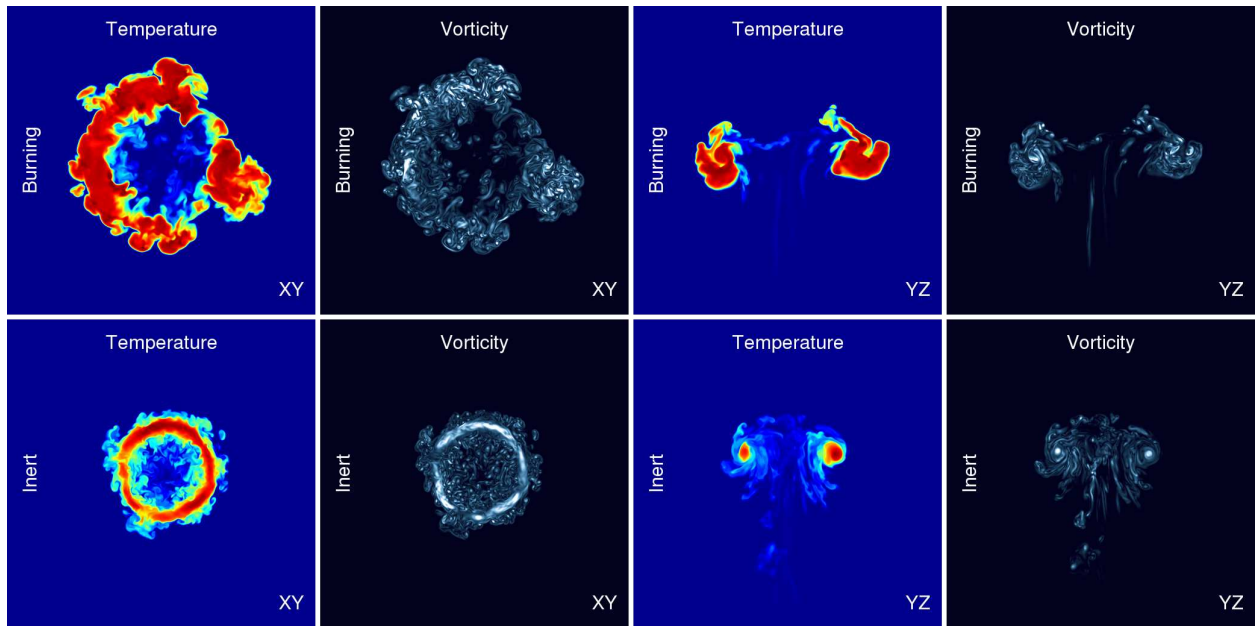 Temperature
Burning
XY
Vorticity
Burning
XY
Temperature
Burning
YZ
Vorticity
Burning
YZ
Temperature
Inert
XY
Vorticity
Inert
XY
Temperature
Inert
YZ
Vorticity
Inert
YZ